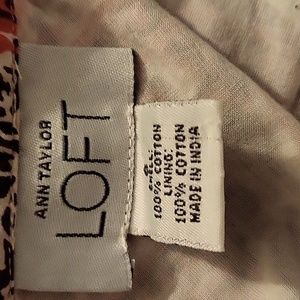 ANN TAYLOR
LOFT
100% COTTON
LINING:
100% COTTON
MADE IN INDIA